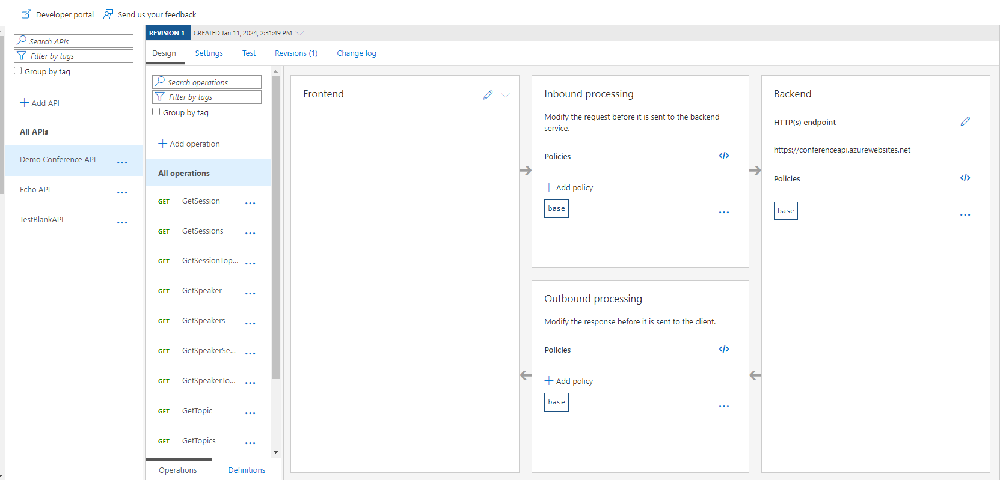 Developer portal
Send us your feedback
Search APIs
Filter by tags
Group by tag
Add API
All APIs
Demo Conference API
...
Echo API
...
TestBlankAPI
...
REVISION 1
CREATED Jan 11, 2024, 2:31:49 PM
Design
Settings
Test
Revisions (1)
Change log
Search operations
Filter by tags
Group by tag
Add operation
All operations
GET GetSession ...
GET GetSessions ...
GET GetSessionTop... ...
GET GetSpeaker ...
GET GetSpeakers ...
GET GetSpeakerSe... ...
GET GetSpeakerTo... ...
GET GetTopic ...
GET GetTopics ...
Operations
Definitions
Frontend
Inbound processing
Modify the request before it is sent to the backend
service.
Policies
</>
Add policy
base
...
Outbound processing
Modify the response before it is sent to the client.
Policies
</>
Add policy
base
...
Backend
HTTP(s) endpoint
https://conferenceapi.azurewebsites.net
Policies
</>
base
...